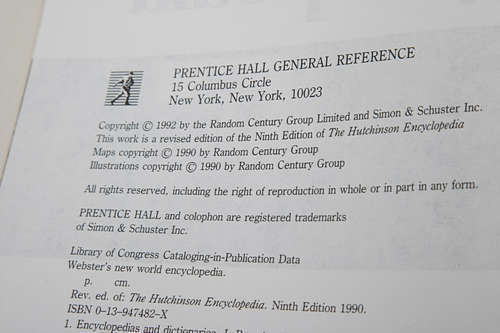 PRENTICE HALL GENERAL REFERENCE
15 Columbus Circle
New York, New York, 10023
Copyright © 1992 by the Random Century Group Limited and Simon & Schuster Inc.
This work is a revised edition of the Ninth Edition of The Hutchinson Encyclopedia
Maps copyright © 1990 by Random Century Group
Illustrations copyright © 1990 by Random Century Group
All rights reserved, including the right of reproduction in whole or in part in any form.
PRENTICE HALL and colophon are registered trademarks
of Simon & Schuster Inc.
Library of Congress Cataloging-in-Publication Data
Webster's new world encyclopedia.
p. cm.
Rev. ed. of: The Hutchinson Encyclopedia. Ninth Edition 1990.
ISBN 0-13-947482-X
1. Encyclopedias and dictionaries. I.